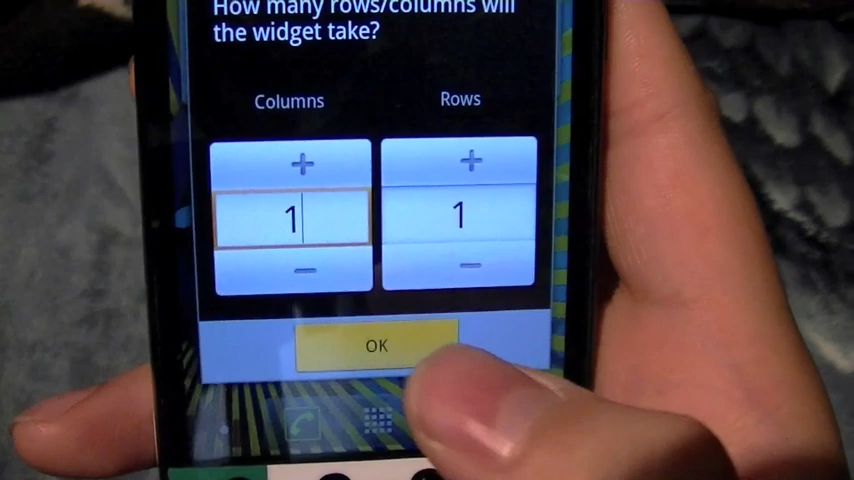 How many rows/columns will
the widget take?
Columns Rows
+ +
1 1
- -
OK